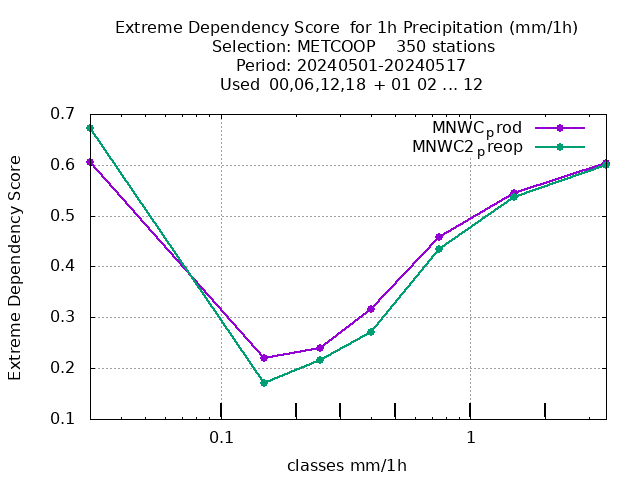 Extreme Dependency Score  for 1h Precipitation (mm/1h)
Selection: METCOOP    350 stations
Period: 20240501-20240517
Used  00,06,12,18  + 01 02 ... 12
0.7
MNWCprod
MNWC2preop
0.6
0.5
0.4
0.3
0.2
0.1
Extreme Dependency Score
0.1
1
classes mm/1h